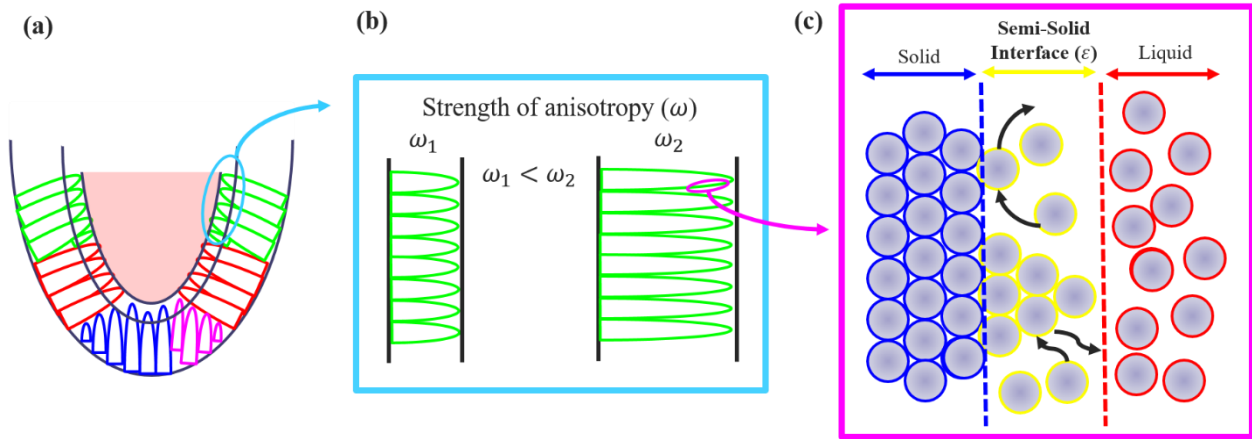 (a)
(b)
Strength of anisotropy (ω)
ω₁
ω₂
ω₁ < ω₂
(c)
Semi-Solid
Interface (ε)
Solid
Liquid